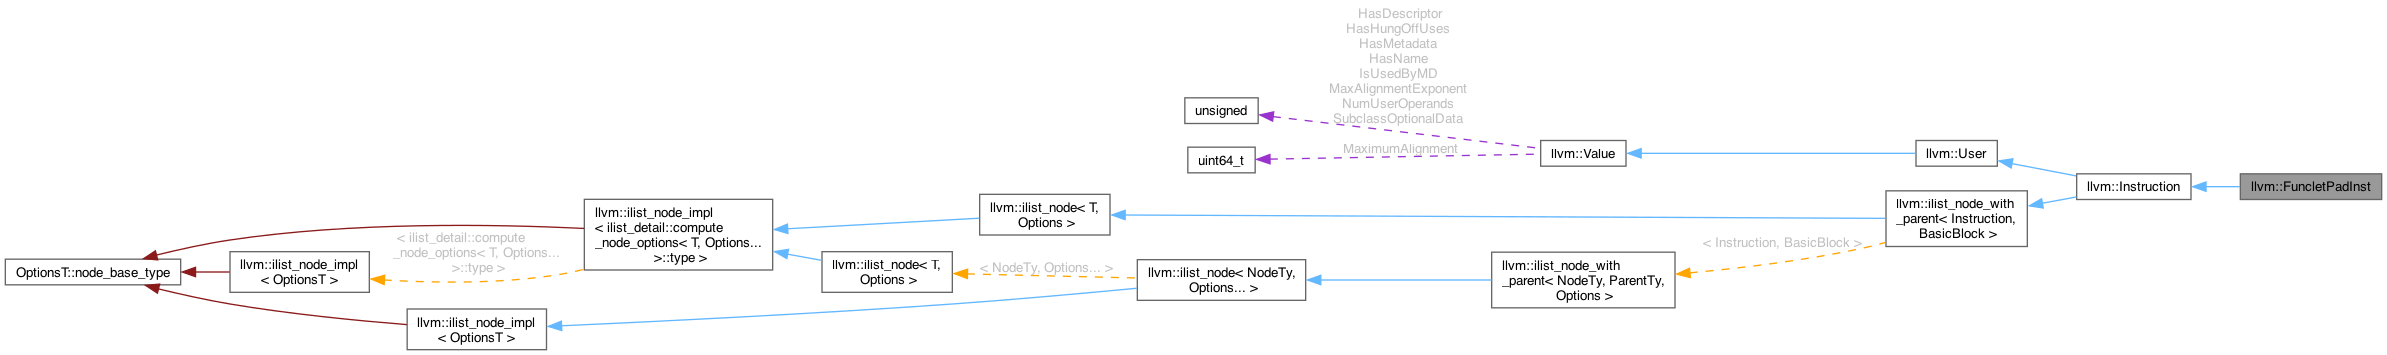 HasDescriptor
HasHungOffUses
HasMetadata
HasName
IsUsedByMD
MaxAlignmentExponent
NumUserOperands
SubclassOptionalData
unsigned
MaximumAlignment
uint64_t
llvm::Value
llvm::User
llvm::Instruction
llvm::FuncletPadInst
llvm::ilist_node_impl
< ilist_detail::compute
_node_options< T, Options...
>::type >
llvm::ilist_node< T,
Options >
llvm::ilist_node_with
_parent< Instruction,
BasicBlock >
< ilist_detail::compute
_node_options< T, Options...
>::type >
OptionsT::node_base_type
llvm::ilist_node_impl
< OptionsT >
llvm::ilist_node< T,
Options >
< NodeTy, Options... >
llvm::ilist_node< NodeTy,
Options... >
llvm::ilist_node_with
_parent< NodeTy, ParentTy,
Options >
< Instruction, BasicBlock >
llvm::ilist_node_impl
< OptionsT >